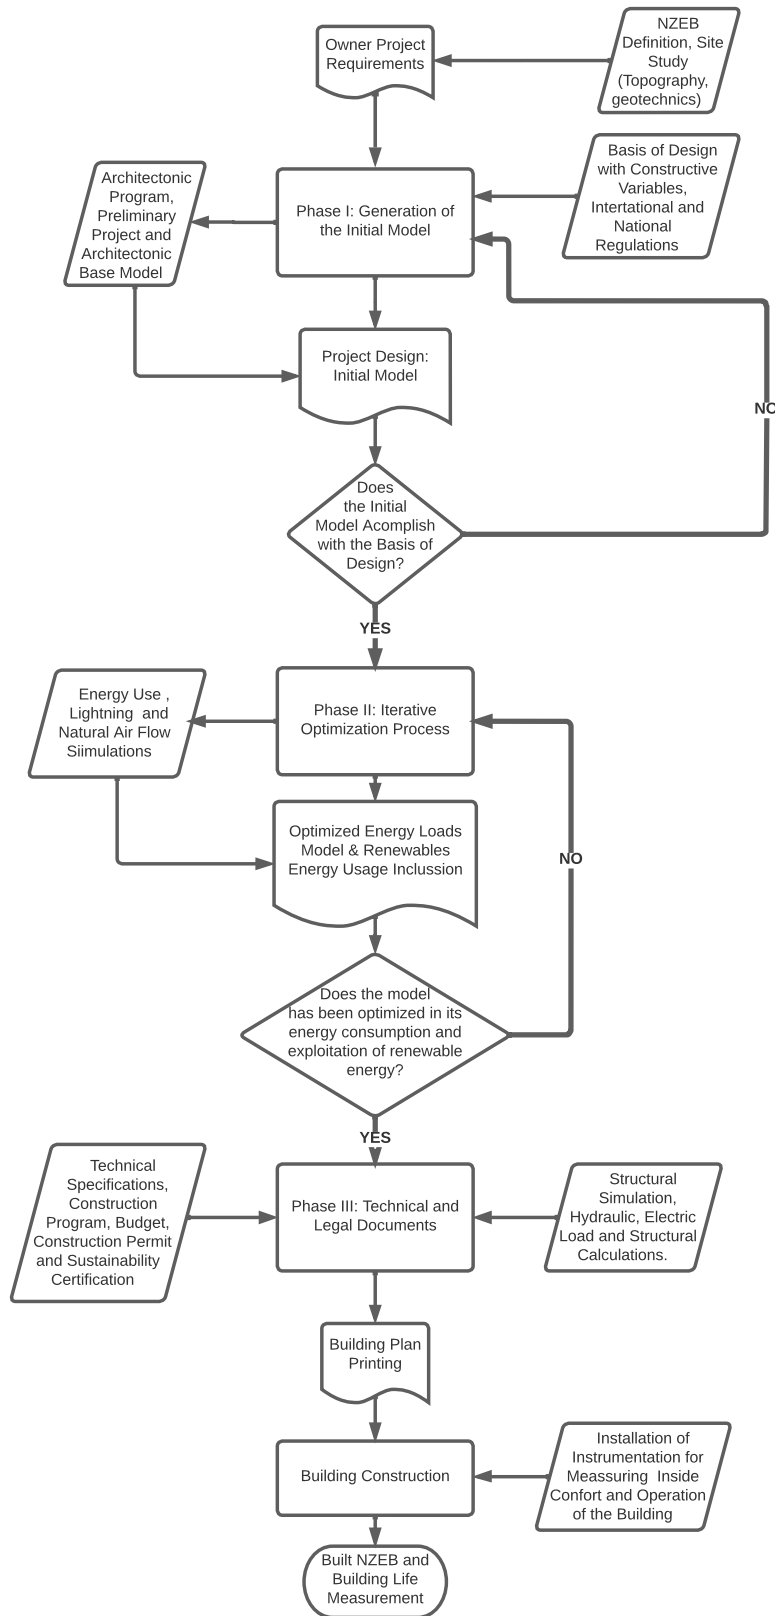 NZEB
Definition, Site
Study
(Topography,
geotechnics)
Owner Project
Requirements
Basis of Design
with Constructive
Variables,
Intertational and
National
Regulations
Architectonic
Program,
Preliminary
Project and
Architectonic
Base Model
Phase I: Generation of
the Initial Model
Project Design:
Initial Model
NO
Does
the Initial
Model Acomplish
with the Basis of
Design?
YES
Energy Use ,
Lightning and
Natural Air Flow
Siimulations
Phase II: Iterative
Optimization Process
Optimized Energy Loads
Model & Renewables
Energy Usage Inclussion
NO
Does the model
has been optimized in its
energy consumption and
exploitation of renewable
energy?
YES
Technical
Specifications,
Construction
Program, Budget,
Construction Permit
and Sustainability
Certification
Phase III: Technical and
Legal Documents
Structural
Simulation,
Hydraulic, Electric
Load and Structural
Calculations.
Building Plan
Printing
Building Construction
Installation of
Instrumentation for
Meassuring Inside
Confort and Operation
of the Building
Built NZEB and
Building Life
Measurement